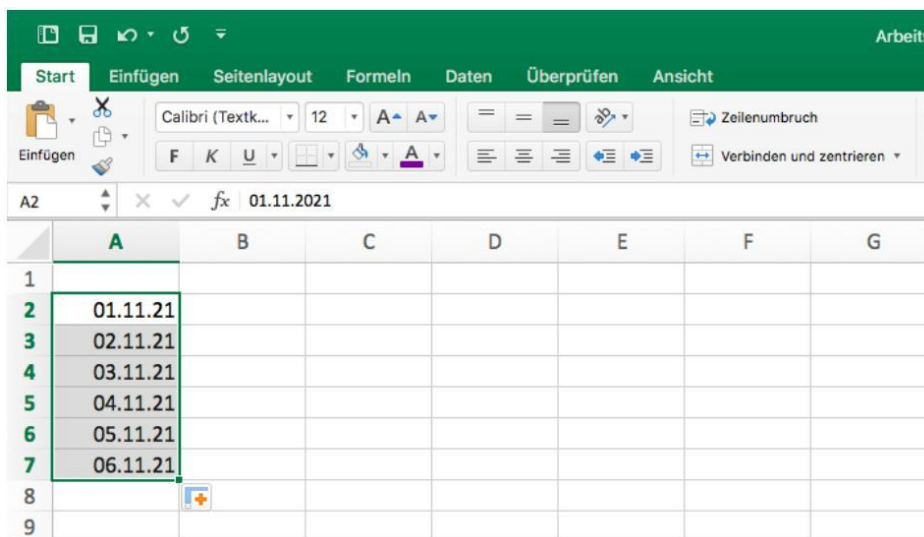 Arbeits
Start Einfügen Seitenlayout Formeln Daten Überprüfen Ansicht
Einfügen
Calibri (Textk... 12 A A
Zeilenumbruch
F K U A
Verbinden und zentrieren
A2 fx 01.11.2021
A B C D E F G
1
2 01.11.21
3 02.11.21
4 03.11.21
5 04.11.21
6 05.11.21
7 06.11.21
8
9